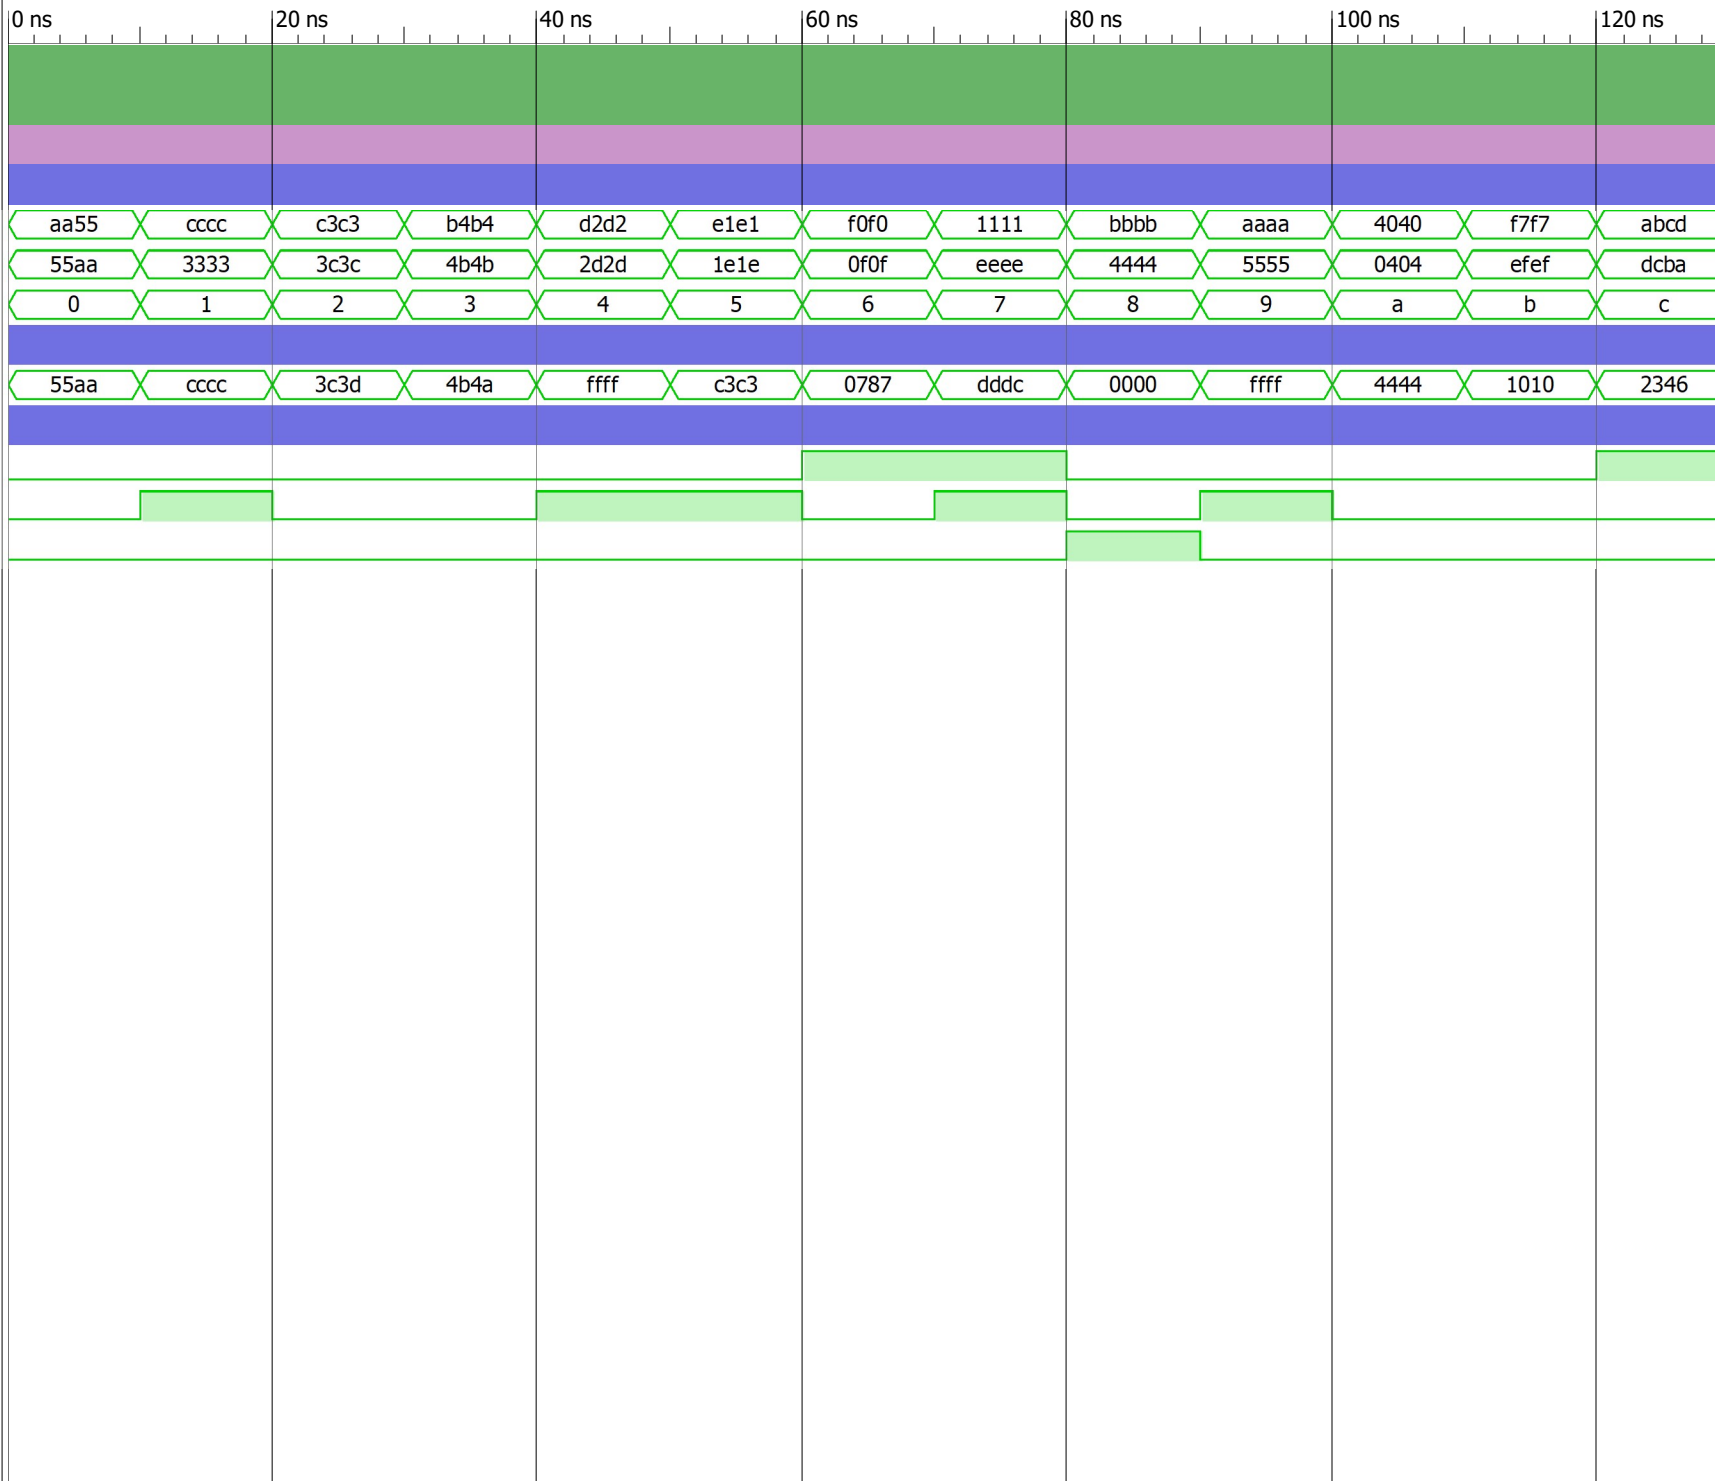 0 ns 20 ns 40 ns 60 ns 80 ns 100 ns 120 ns
aa55 cccc c3c3 b4b4 d2d2 e1e1 f0f0 1111 bbbb aaaa 4040 f7f7 abcd
55aa 3333 3c3c 4b4b 2d2d 1e1e 0f0f eeee 4444 5555 0404 efef dcba
0 1 2 3 4 5 6 7 8 9 a b c
55aa cccc 3c3d 4b4a ffff c3c3 0787 dddc 0000 ffff 4444 1010 2346